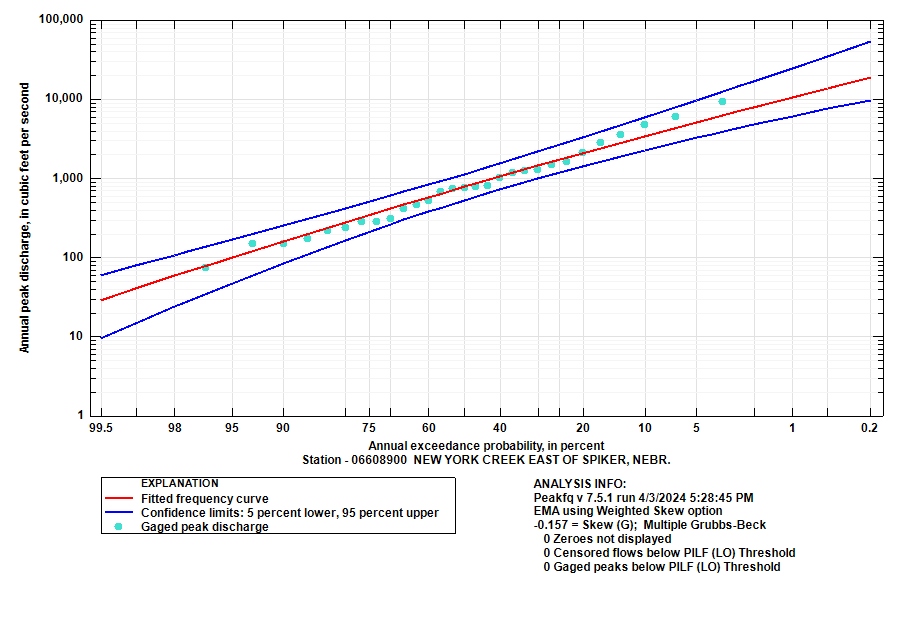 100,000
10,000
1,000
100
10
1
Annual peak discharge, in cubic feet per second
99.5 98 95 90 75 60 40 20 10 5 1 0.2
Annual exceedance probability, in percent
Station - 06608900 NEW YORK CREEK EAST OF SPIKER, NEBR.
EXPLANATION
Fitted frequency curve
Confidence limits: 5 percent lower, 95 percent upper
Gaged peak discharge
ANALYSIS INFO:
Peakfq v 7.5.1 run 4/3/2024 5:28:45 PM
EMA using Weighted Skew option
-0.157 = Skew (G); Multiple Grubbs-Beck
0 Zeroes not displayed
0 Censored flows below PILF (LO) Threshold
0 Gaged peaks below PILF (LO) Threshold